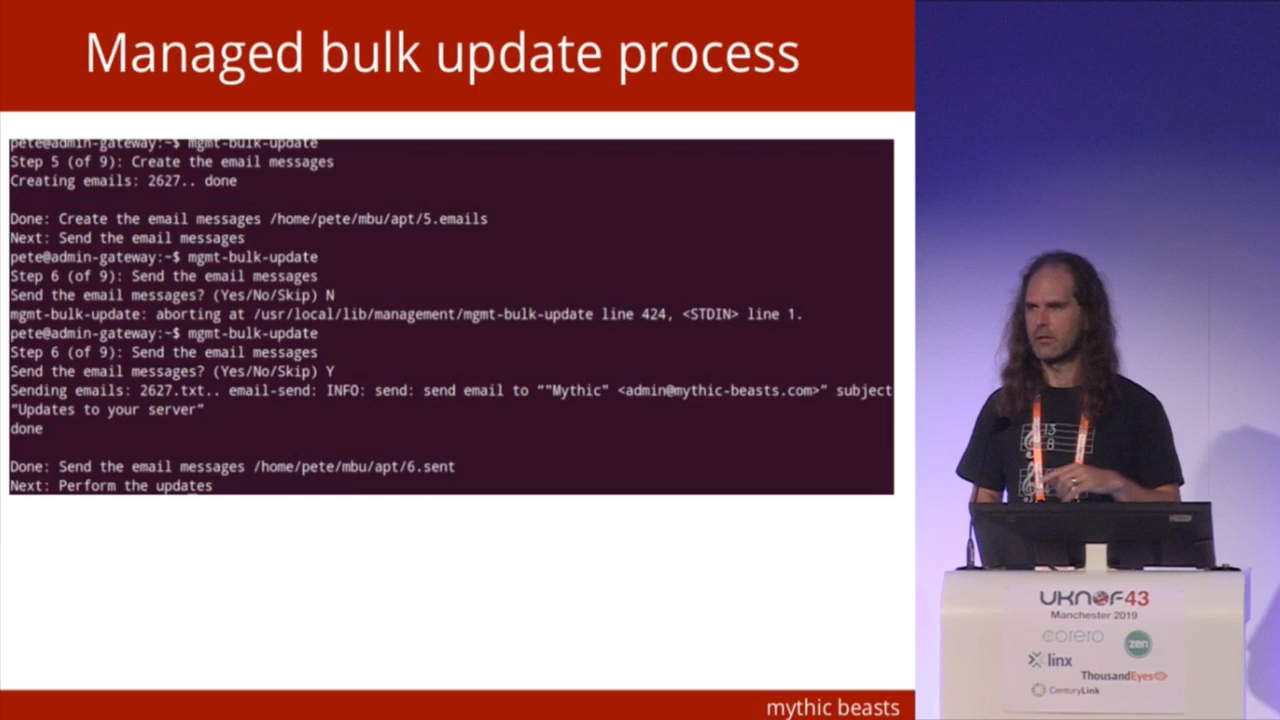 Managed bulk update process
pete@admin-gateway:~$ mgmt-bulk-update
Step 5 (of 9): Create the email messages
Creating emails: 2627.. done
Done: Create the email messages /home/pete/mbu/apt/5.emails
Next: Send the email messages
pete@admin-gateway:~$ mgmt-bulk-update
Step 6 (of 9): Send the email messages
Send the email messages? (Yes/No/Skip) N
mgmt-bulk-update: aborting at /usr/local/lib/management/mgmt-bulk-update line 424, <STDIN> line 1.
pete@admin-gateway:~$ mgmt-bulk-update
Step 6 (of 9): Send the email messages
Send the email messages? (Yes/No/Skip) Y
Sending emails: 2627.txt.. email-send: INFO: send: send email to “"Mythic" <admin@mythic-beasts.com>” subject
“Updates to your server”
done
Done: Send the email messages /home/pete/mbu/apt/6.sent
Next: Perform the updates
mythic beasts
13
8
UKNOF43
Manchester 2019
corero
zen
linx
ThousandEyes
CenturyLink